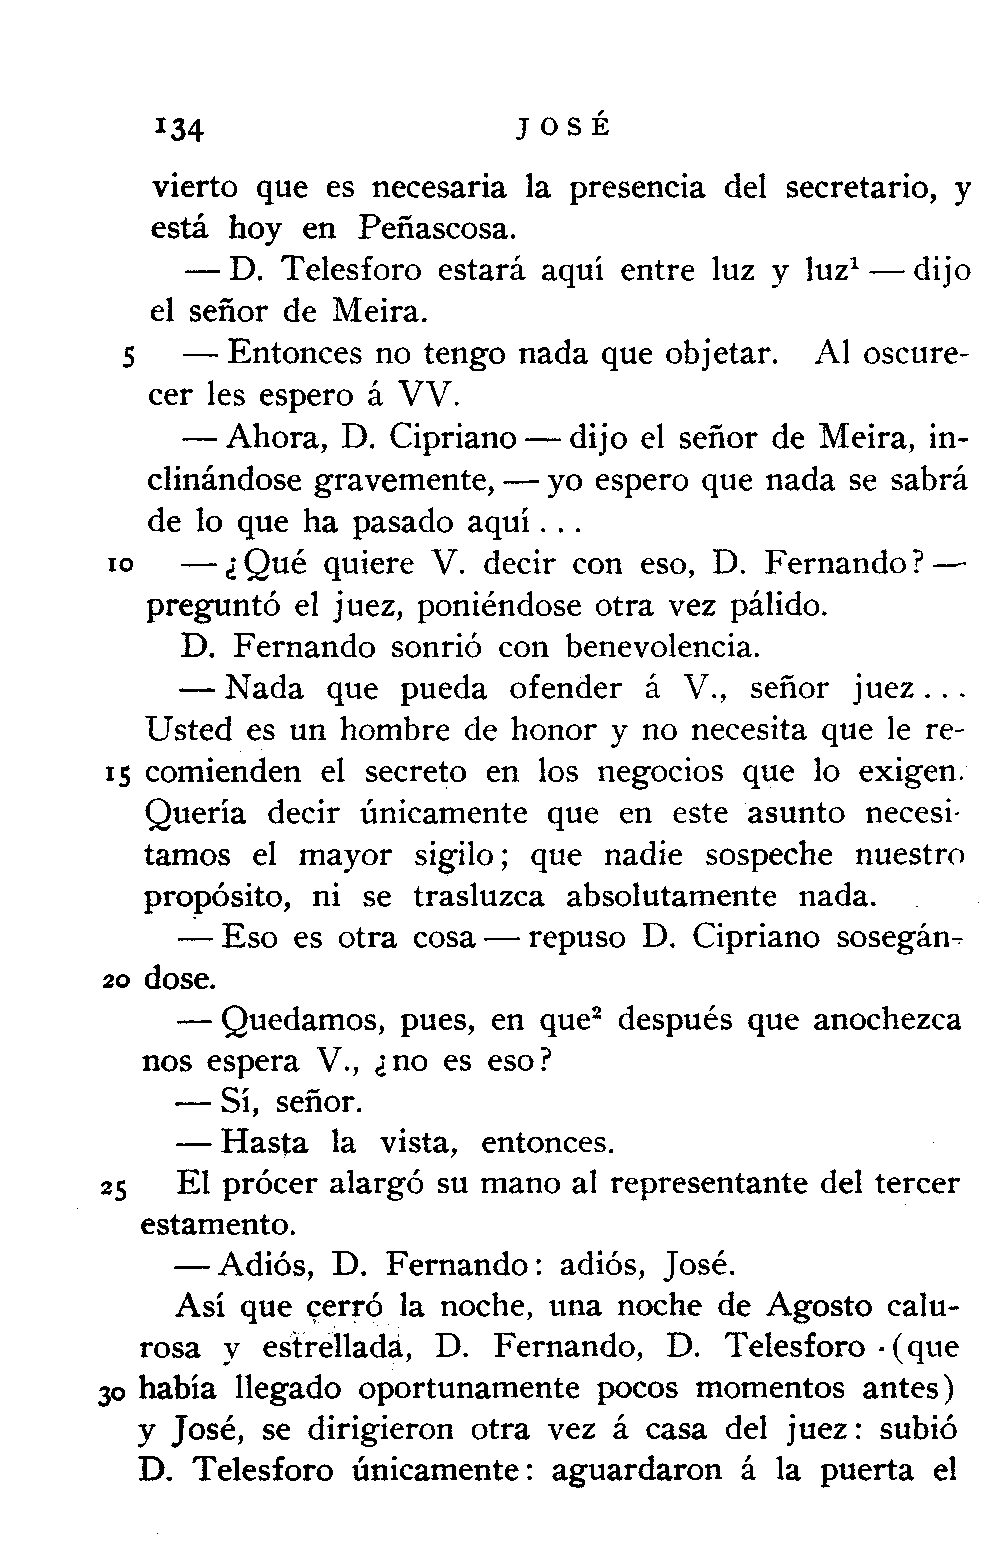 134 JOSÉ
vierto que es necesaria la presencia del secretario, y
está hoy en Peñascosa.
— D. Telesforo estará aquí entre luz y luz¹ — dijo
el señor de Meira.
5 — Entonces no tengo nada que objetar. Al oscure-
cer les espero á VV.
— Ahora, D. Cipriano — dijo el señor de Meira, in-
clinándose gravemente, — yo espero que nada se sabrá
de lo que ha pasado aquí . . .
10 — ¿Qué quiere V. decir con eso, D. Fernando? —
preguntó el juez, poniéndose otra vez pálido.
D. Fernando sonrió con benevolencia.
— Nada que pueda ofender á V., señor juez . . .
Usted es un hombre de honor y no necesita que le re-
15 comienden el secreto en los negocios que lo exigen.
Quería decir únicamente que en este asunto necesi-
tamos el mayor sigilo; que nadie sospeche nuestro
propósito, ni se trasluzca absolutamente nada.
— Eso es otra cosa — repuso D. Cipriano sosegán-
20 dose.
— Quedamos, pues, en que² después que anochezca
nos espera V., ¿no es eso?
— Sí, señor.
— Hasta la vista, entonces.
25 El prócer alargó su mano al representante del tercer
estamento.
— Adiós, D. Fernando: adiós, José.
Así que cerró la noche, una noche de Agosto calu-
rosa y estrellada, D. Fernando, D. Telesforo (que
30 había llegado oportunamente pocos momentos antes)
y José, se dirigieron otra vez á casa del juez: subió
D. Telesforo únicamente: aguardaron á la puerta el